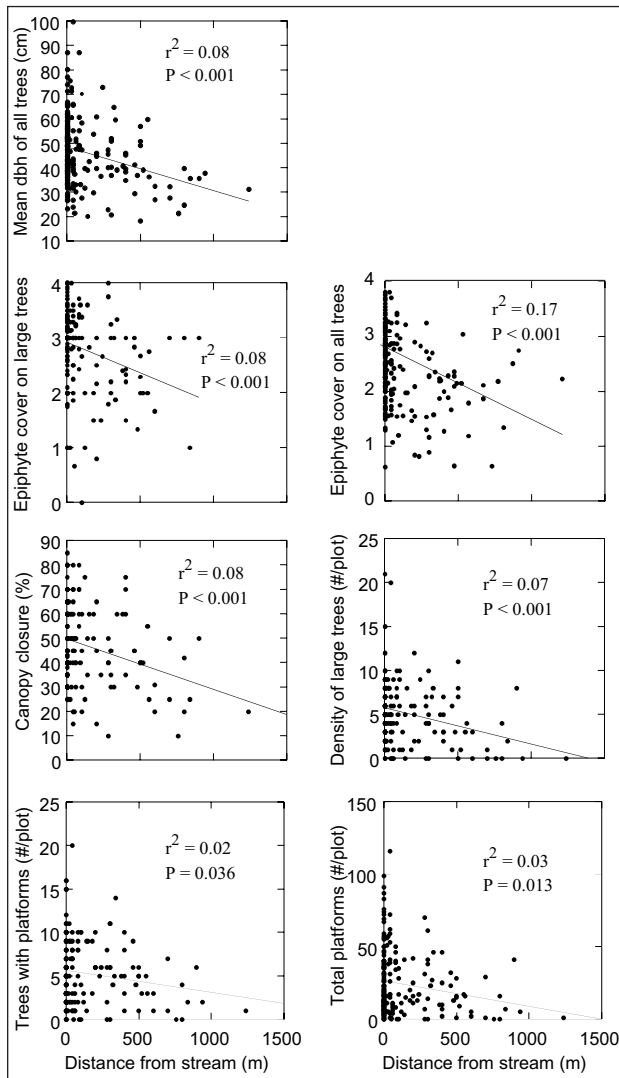 100
90
80
70
60
50
40
30
20
10
Mean dbh of all trees (cm)
r2 = 0.08
P < 0.001
4
3
2
1
0
Epiphyte cover on large trees
r2 = 0.08
P < 0.001
4
3
2
1
0
Epiphyte cover on all trees
r2 = 0.17
P < 0.001
90
80
70
60
50
40
30
20
10
0
Canopy closure (%)
r2 = 0.08
P < 0.001
25
20
15
10
5
0
Density of large trees (#/plot)
r2 = 0.07
P < 0.001
25
20
15
10
5
0
Trees with platforms (#/plot)
r2 = 0.02
P = 0.036
0 500 1000 1500
Distance from stream (m)
150
100
50
0
Total platforms (#/plot)
r2 = 0.03
P = 0.013
0 500 1000 1500
Distance from stream (m)